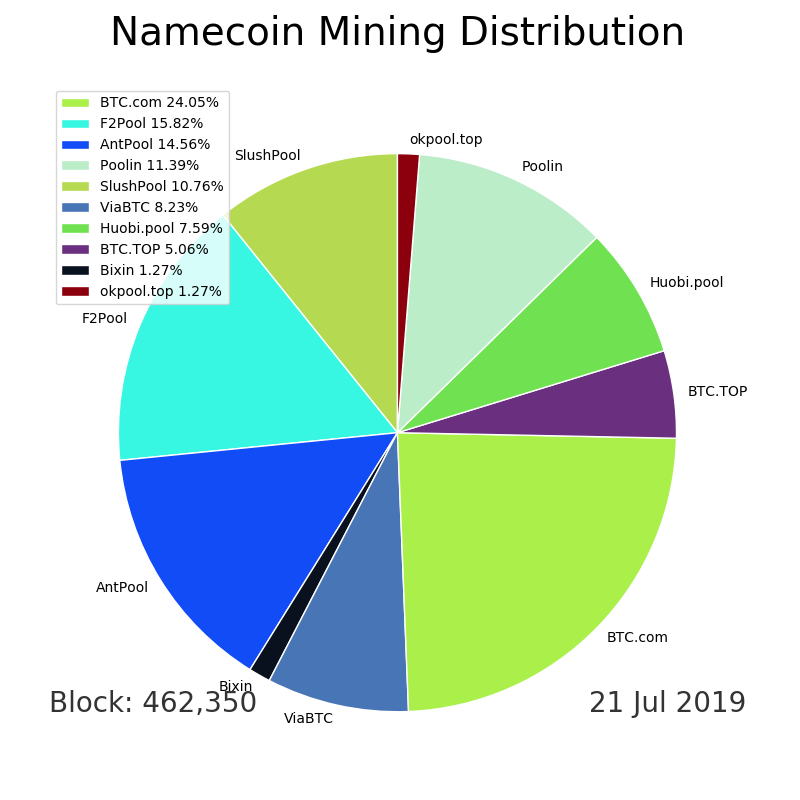 Namecoin Mining Distribution
BTC.com 24.05%
F2Pool 15.82%
AntPool 14.56%
Poolin 11.39%
SlushPool 10.76%
ViaBTC 8.23%
Huobi.pool 7.59%
BTC.TOP 5.06%
Bixin 1.27%
okpool.top 1.27%
okpool.top
SlushPool
Poolin
Huobi.pool
F2Pool
BTC.TOP
AntPool
BTC.com
Bixin
Block: 462,350
21 Jul 2019
ViaBTC